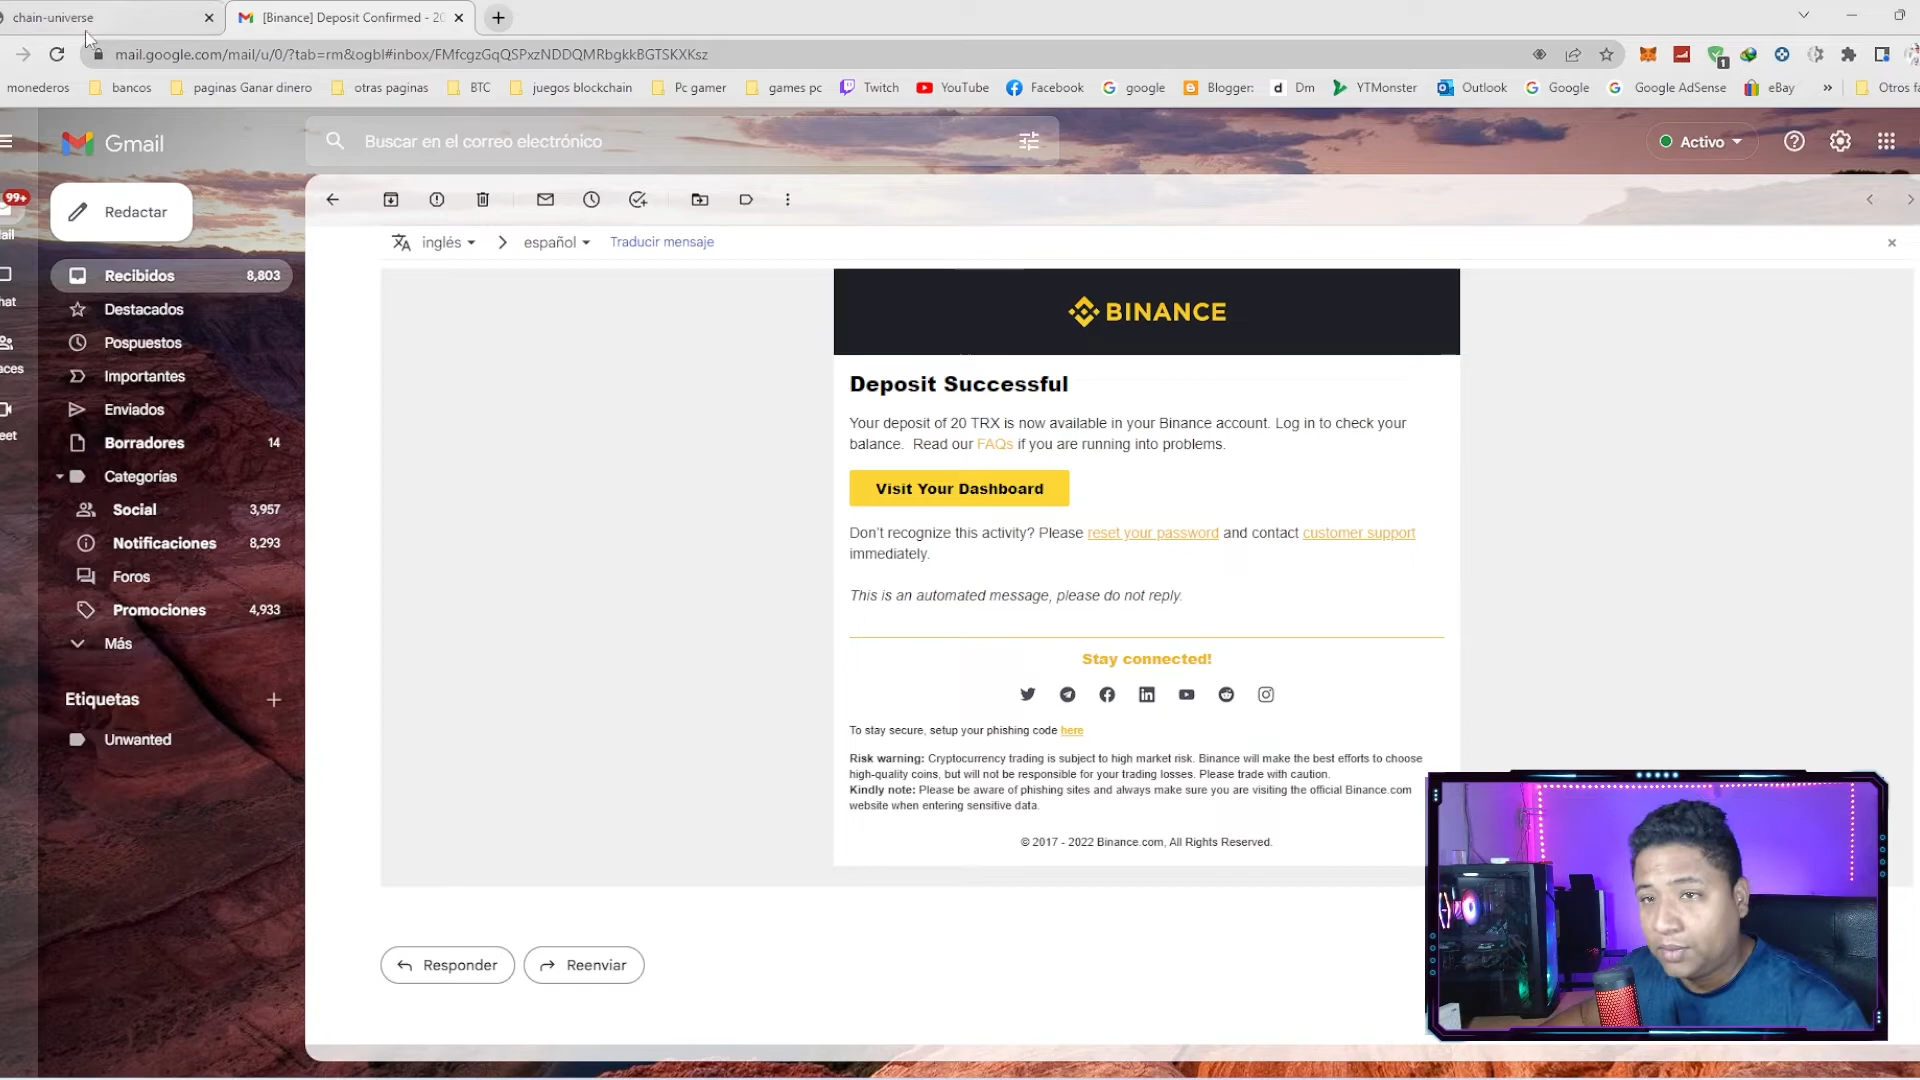 chain-universe
[Binance] Deposit Confirmed - 20
mail.google.com/mail/u/0/?tab=rm&ogbl#inbox/FMfcgzGqQSPxzNDDQMRbgkkBGTSKXKsz
1
monederos
bancos
paginas Ganar dinero
otras paginas
BTC
juegos blockchain
Pc gamer
games pc
Twitch
YouTube
Facebook
google
Blogger:
Dm
YTMonster
Outlook
Google
Google AdSense
eBay
»
Otros fa
Gmail
Buscar en el correo electrónico
Activo
99+
ail
hat
aces
eet
Redactar
Recibidos 8,803
Destacados
Pospuestos
Importantes
Enviados
Borradores 14
Categorías
Social 3,957
Notificaciones 8,293
Foros
Promociones 4,933
Más
Etiquetas
Unwanted
inglés
español
Traducir mensaje
BINANCE
Deposit Successful
Your deposit of 20 TRX is now available in your Binance account. Log in to check your
balance. Read our FAQs if you are running into problems.
Visit Your Dashboard
Don't recognize this activity? Please reset your password and contact customer support
immediately.
This is an automated message, please do not reply.
Stay connected!
To stay secure, setup your phishing code here
Risk warning: Cryptocurrency trading is subject to high market risk. Binance will make the best efforts to choose
high-quality coins, but will not be responsible for your trading losses. Please trade with caution.
Kindly note: Please be aware of phishing sites and always make sure you are visiting the official Binance.com
website when entering sensitive data.
© 2017 - 2022 Binance.com, All Rights Reserved.
Responder
Reenviar